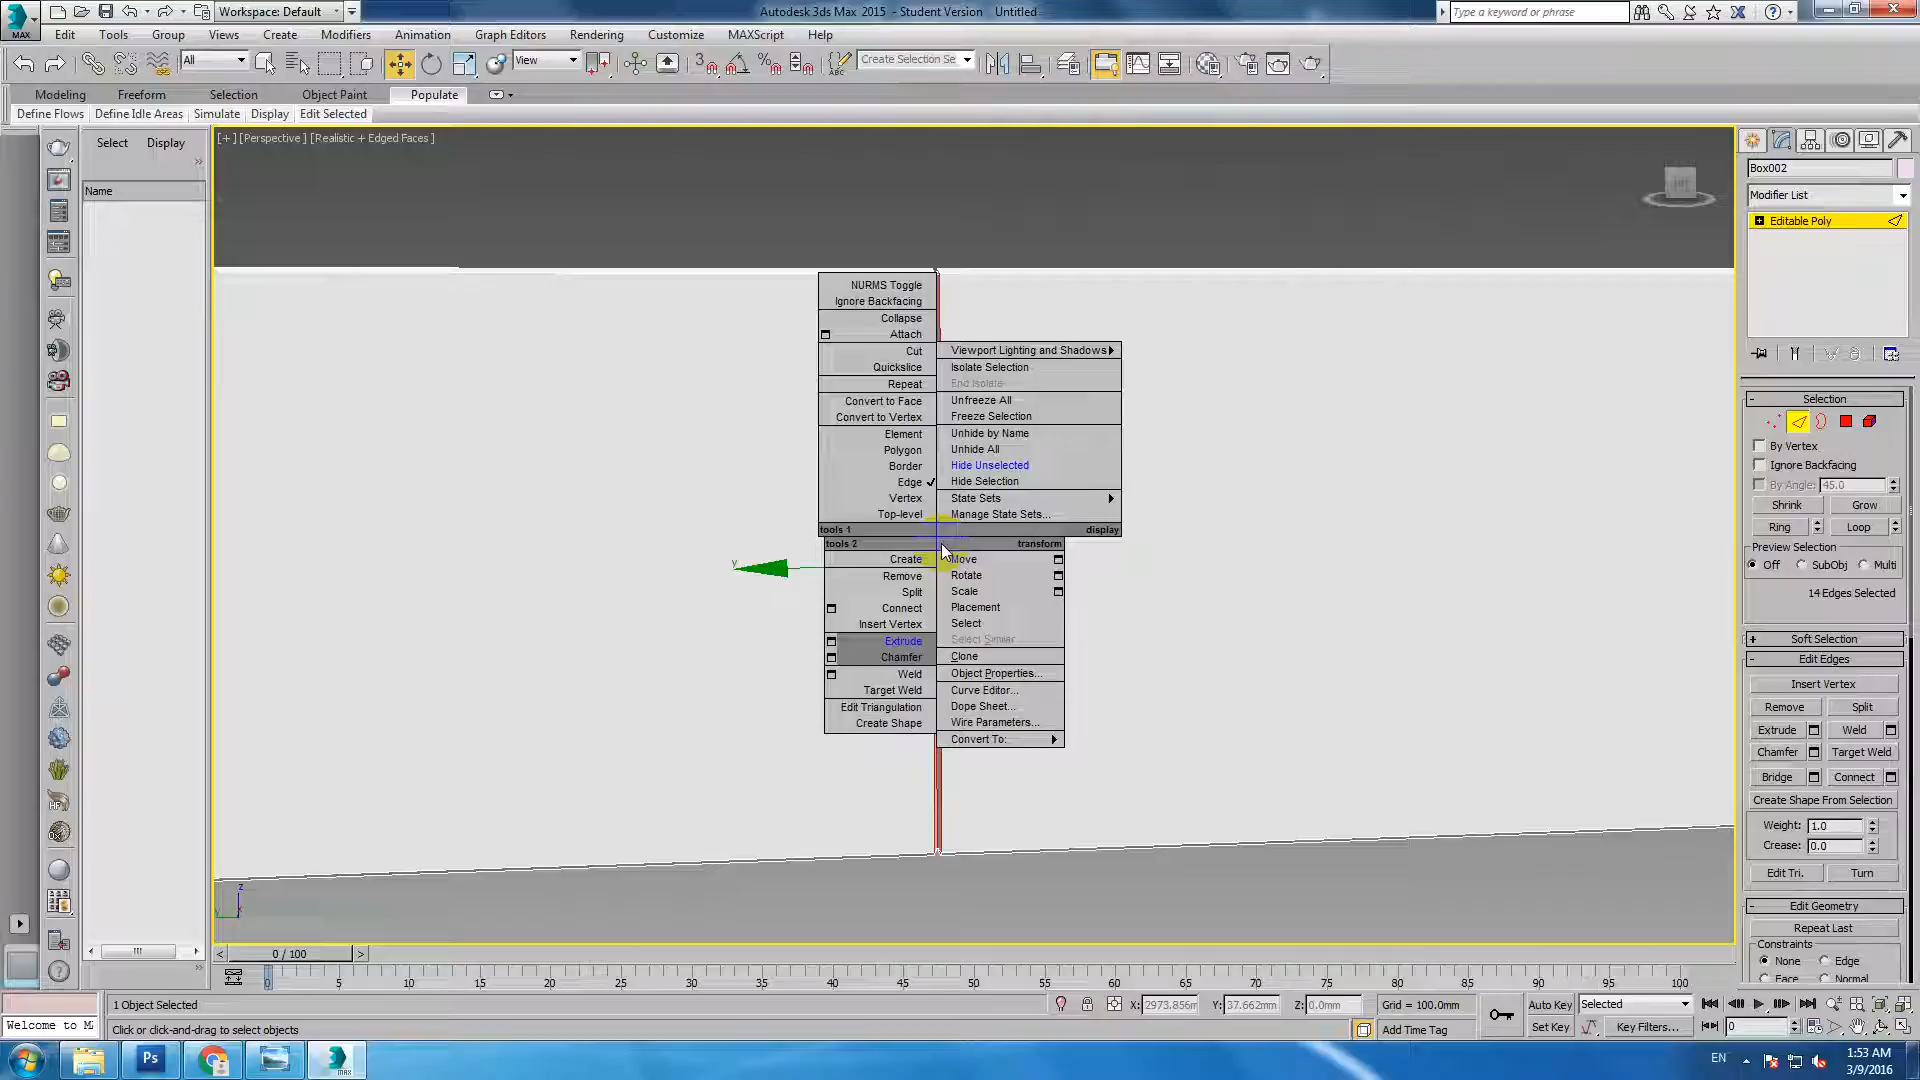 MAX
Workspace: Default
Autodesk 3ds Max 2015 - Student Version Untitled
Type a keyword or phrase
Edit Tools Group Views Create Modifiers Animation Graph Editors Rendering Customize MAXScript Help
All
View
3
Create Selection Se
Modeling Freeform Selection Object Paint Populate
Define Flows Define Idle Areas Simulate Display Edit Selected
Select Display
Name
[+] [Perspective] [Realistic + Edged Faces]
Box002
Modifier List
Editable Poly
NURMS Toggle
Ignore Backfacing
Collapse
Attach
Cut
Quickslice
Repeat
Convert to Face
Convert to Vertex
Element
Polygon
Border
Edge
Vertex
Top-level
tools 1
Viewport Lighting and Shadows
Isolate Selection
End Isolate
Unfreeze All
Freeze Selection
Unhide by Name
Unhide All
Hide Unselected
Hide Selection
State Sets
Manage State Sets...
display
tools 2
Create
Remove
Split
Connect
Insert Vertex
Extrude
Chamfer
Weld
Target Weld
Edit Triangulation
Create Shape
transform
Move
Rotate
Scale
Placement
Select
Select Similar
Clone
Object Properties...
Curve Editor...
Dope Sheet...
Wire Parameters...
Convert To:
y
z
Selection
By Vertex
Ignore Backfacing
By Angle: 45.0
Shrink Grow
Ring Loop
Preview Selection
Off SubObj Multi
14 Edges Selected
Soft Selection
Edit Edges
Insert Vertex
Remove Split
Extrude Weld
Chamfer Target Weld
Bridge Connect
Create Shape From Selection
Weight: 1.0
Crease: 0.0
Edit Tri. Turn
Edit Geometry
Repeat Last
Constraints
None Edge
Face Normal
0 / 100
0 5 10 15 20 25 30 35 40 45 50 55 60 65 70 75 80 85 90 95 100
1 Object Selected
X: 2973.856m Y: 37.662mm Z: 0.0mm Grid = 100.0mm
Auto Key Selected
Welcome to M
Click or click-and-drag to select objects
Add Time Tag
Set Key Key Filters... 0
Ps
MAX
EN
1:53 AM
3/9/2016